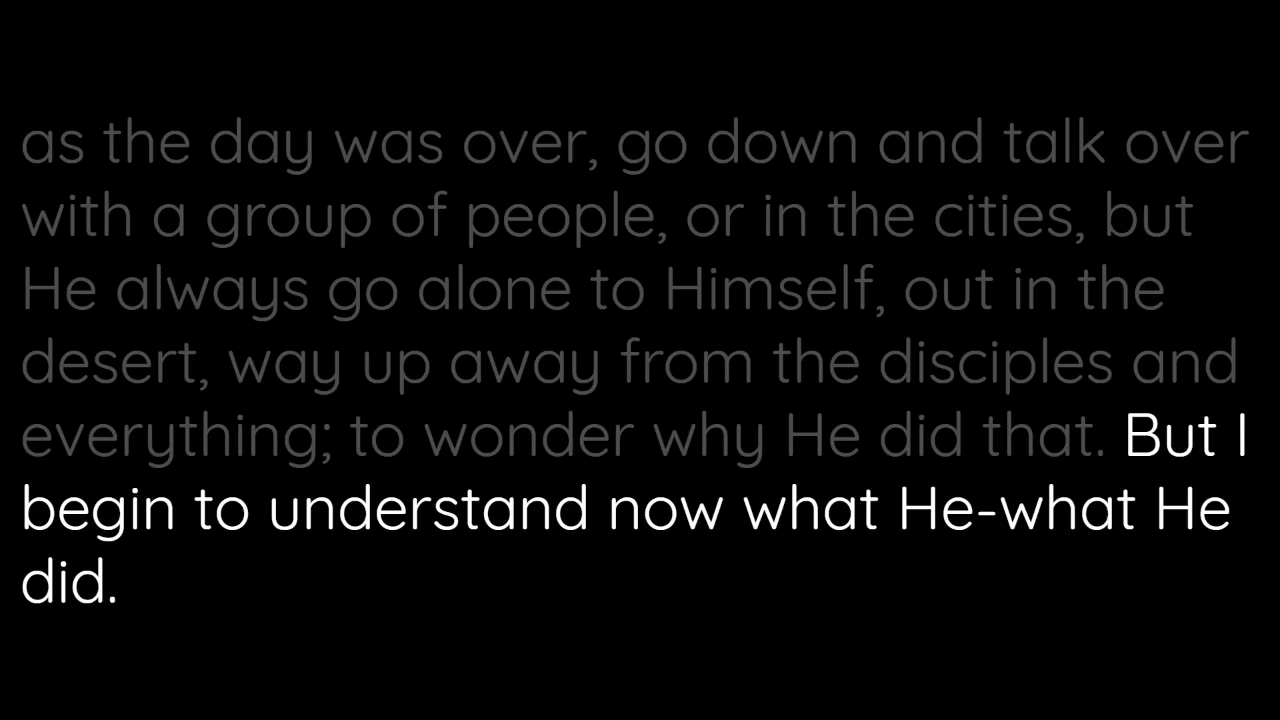 as the day was over, go down and talk over
with a group of people, or in the cities, but
He always go alone to Himself, out in the
desert, way up away from the disciples and
everything; to wonder why He did that. But I
begin to understand now what He-what He
did.